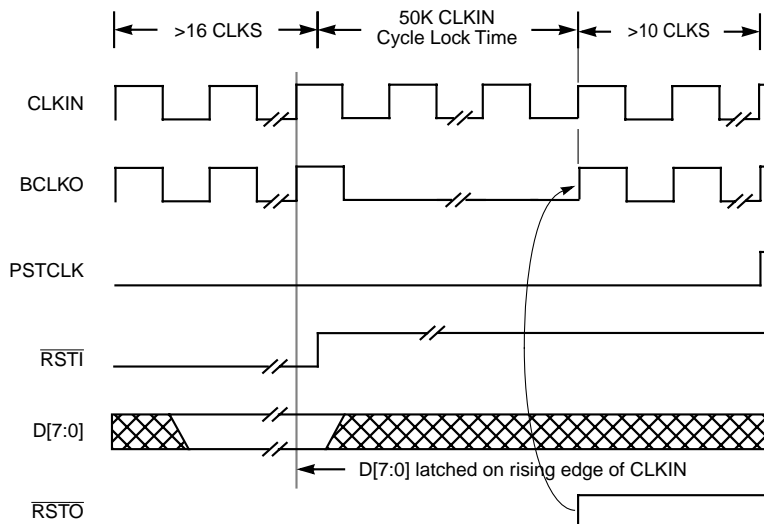 >16 CLKS
50K CLKIN
Cycle Lock Time
>10 CLKS
CLKIN
BCLKO
PSTCLK
RSTI
D[7:0]
D[7:0] latched on rising edge of CLKIN
RSTO